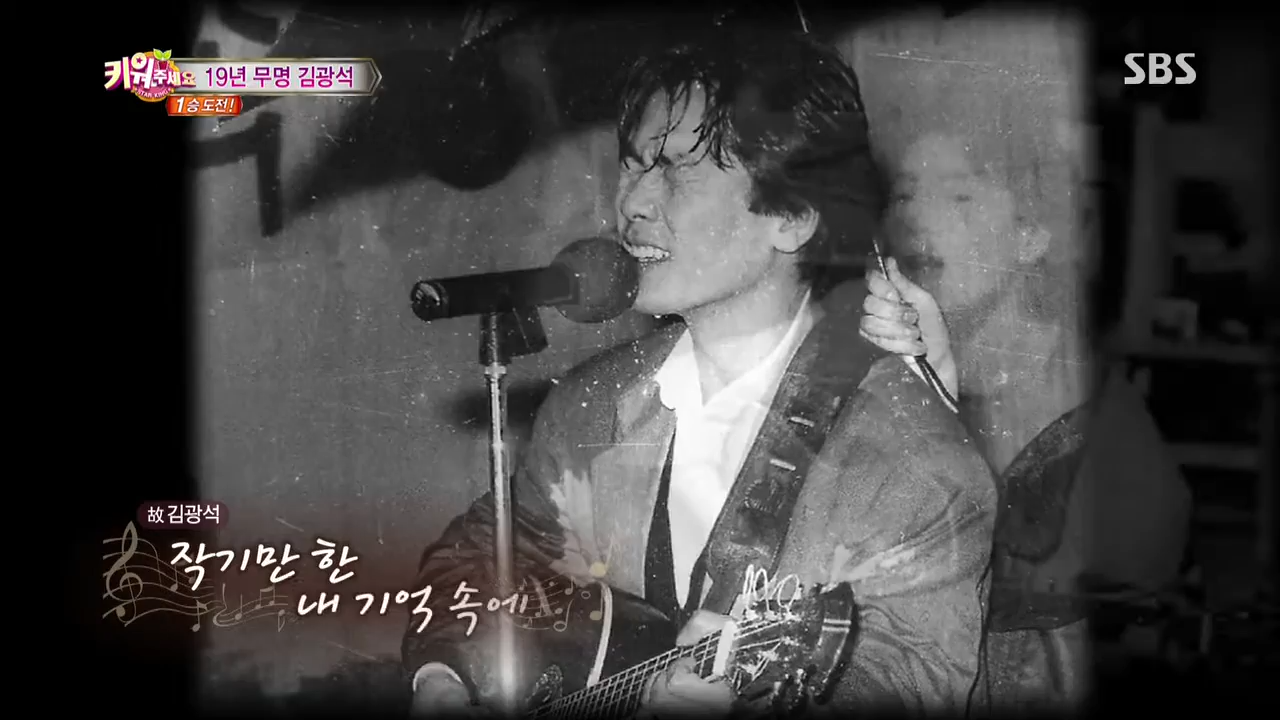 키워주세요 19년 무명 김광석
STAR KING
1승 도전!
SBS
故 김광석
작기만 한
내 기억 속에